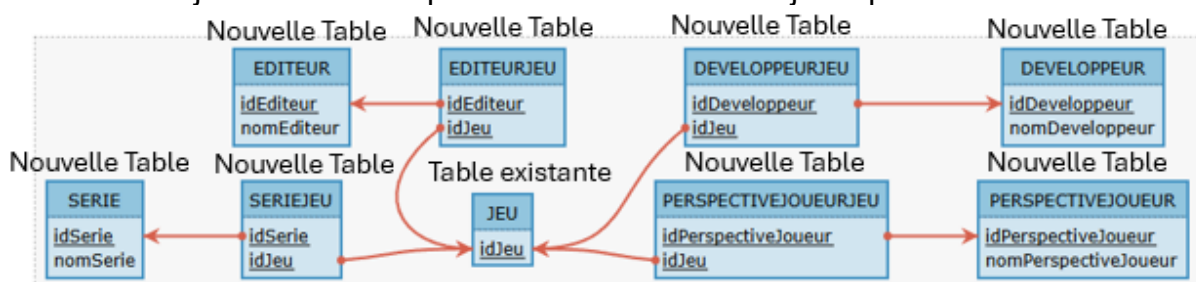 Nouvelle Table
Nouvelle Table
Nouvelle Table
Nouvelle Table
EDITEUR
idEditeur
nomEditeur
EDITEURJEU
idEditeur
idJeu
DEVELOPPEURJEU
idDeveloppeur
idJeu
DEVELOPPEUR
idDeveloppeur
nomDeveloppeur
Nouvelle Table
Nouvelle Table
Table existante
Nouvelle Table
Nouvelle Table
SERIE
idSerie
nomSerie
SERIEJEU
idSerie
idJeu
JEU
idJeu
PERSPECTIVEJOUEURJEU
idPerspectiveJoueur
idJeu
PERSPECTIVEJOUEUR
idPerspectiveJoueur
nomPerspectiveJoueur